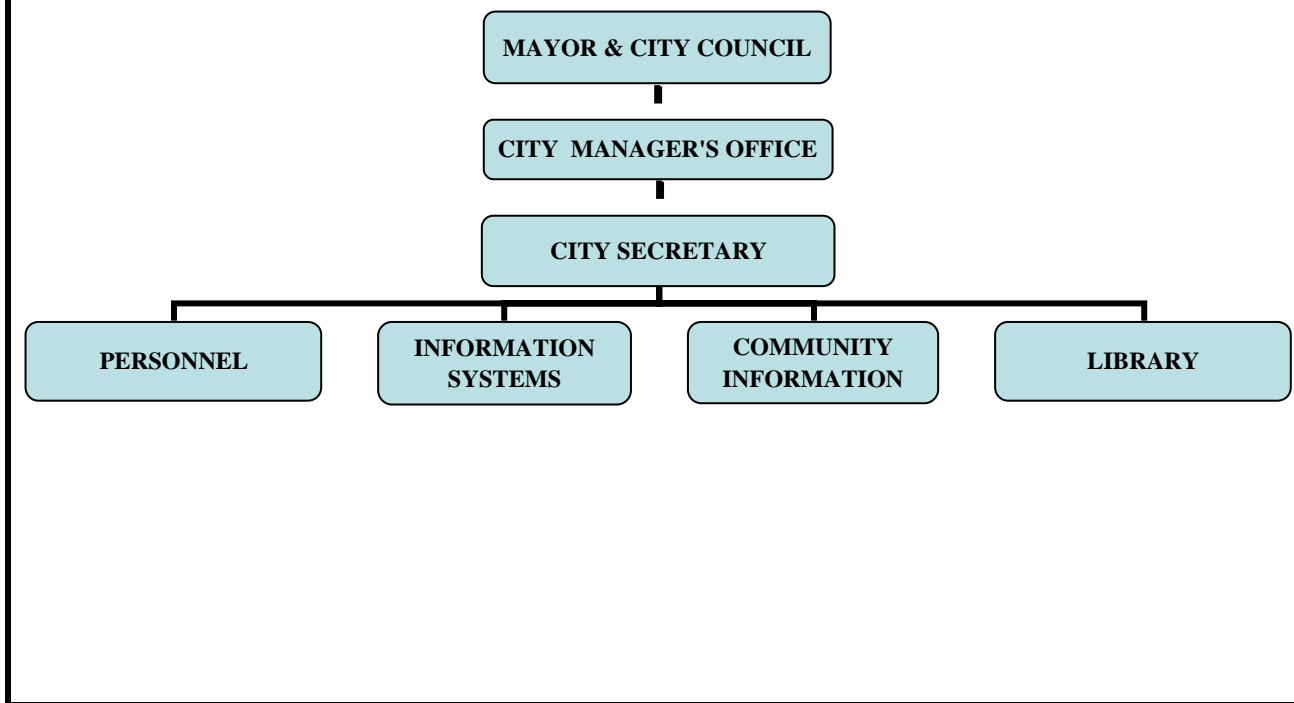 MAYOR & CITY COUNCIL
CITY MANAGER'S OFFICE
CITY SECRETARY
PERSONNEL
INFORMATION
SYSTEMS
COMMUNITY
INFORMATION
LIBRARY